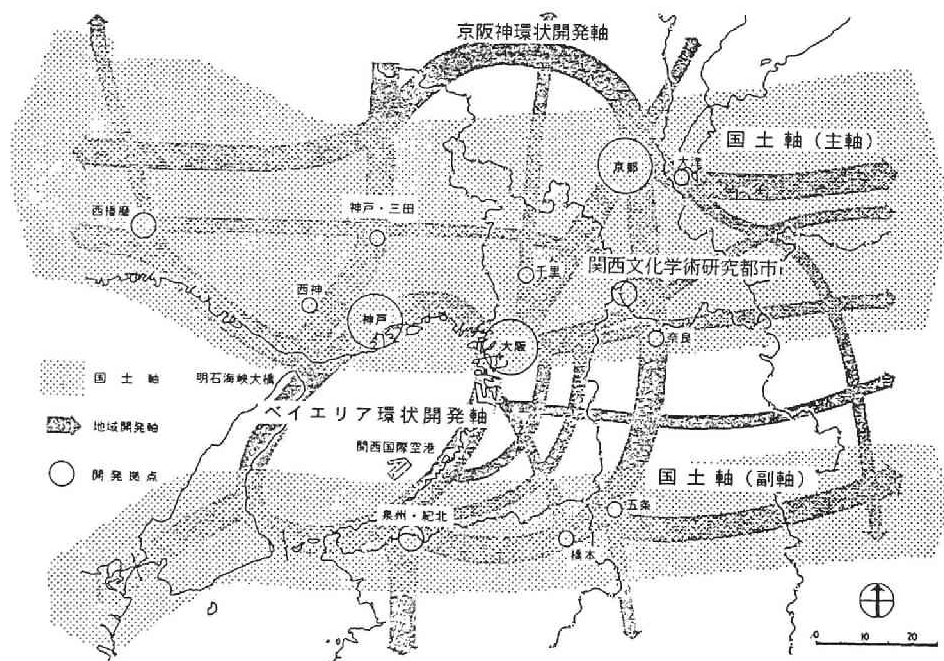 京阪神環状開発軸
国土軸(主軸)
京都
大津
西播磨
神戸・三田
千里
関西文化学術研究都市
西神
神戸
大阪
奈良
国土軸
明石海峡大橋
ベイエリア環状開発軸
地域開発軸
関西国際空港
開発拠点
国土軸(副軸)
泉州・紀北
五条
橋本
0 10 20